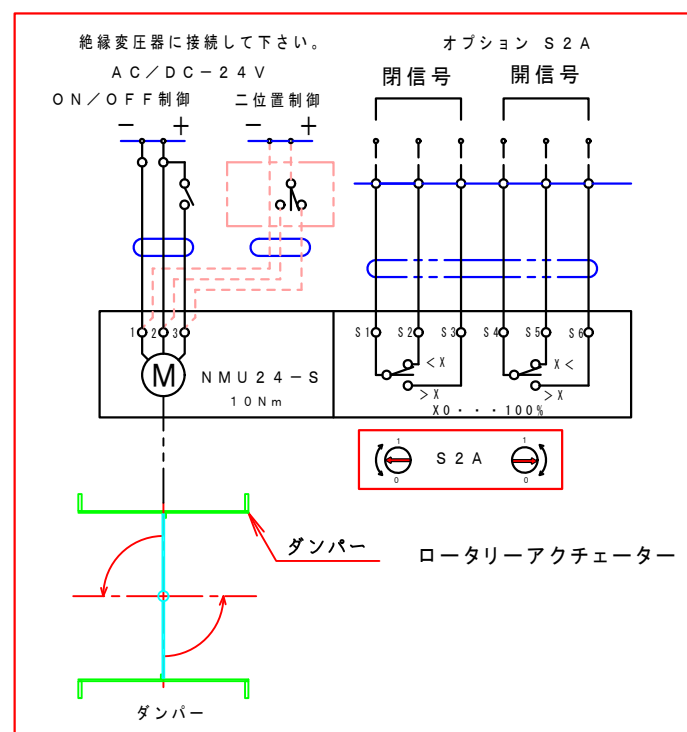 絶縁変圧器に接続して下さい。
オプション S2A
AC/DC-24V
閉信号
開信号
ON/OFF制御
二位置制御
- +
- +
1 2 3
S1 S2 S3 S4 S5 S6
M
NMU24-S
10Nm
<X
>X
X<
>X
X0・・・100%
1
0
S2A
1
0
ダンパー
ロータリーアクチェーター
ダンパー